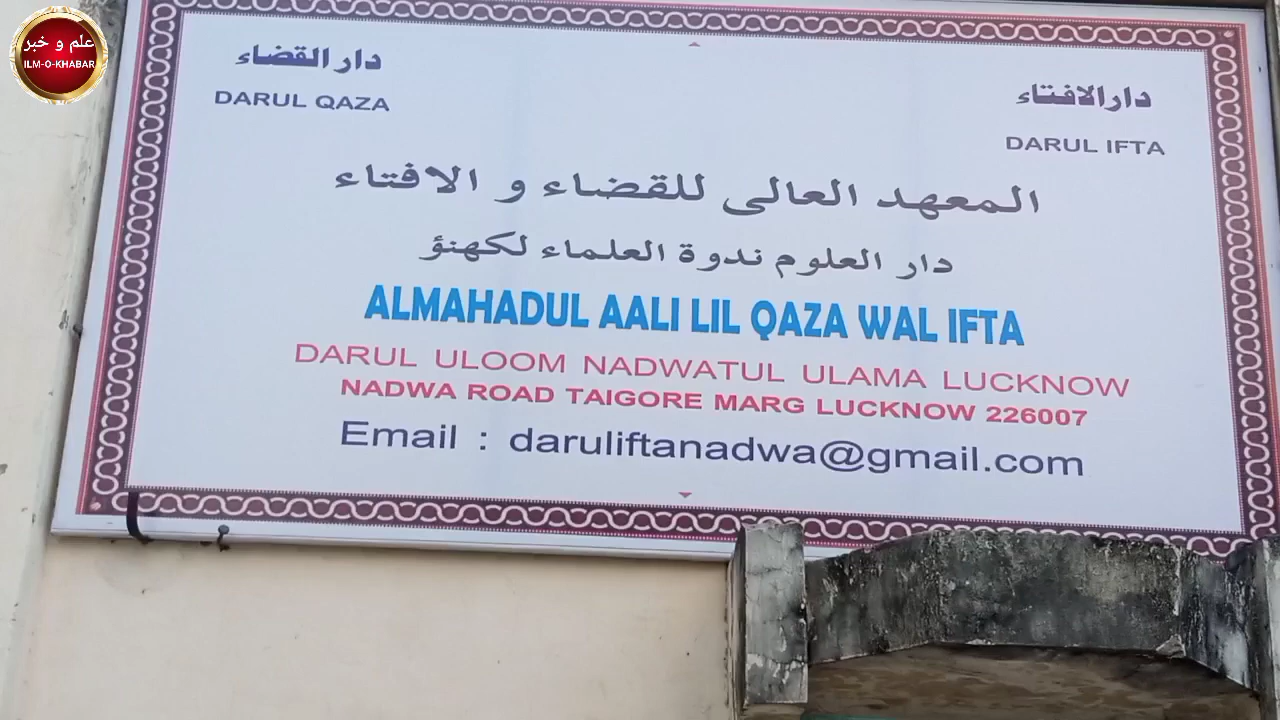 علم و خبر
ILM-O-KHABAR
دار القضاء
DARUL QAZA
دارالافتاء
DARUL IFTA
المعهد العالى للقضاء و الافتاء
دار العلوم ندوة العلماء لكهنؤ
ALMAHADUL AALI LIL QAZA WAL IFTA
DARUL ULOOM NADWATUL ULAMA LUCKNOW
NADWA ROAD TAIGORE MARG LUCKNOW 226007
Email : daruliftanadwa@gmail.com